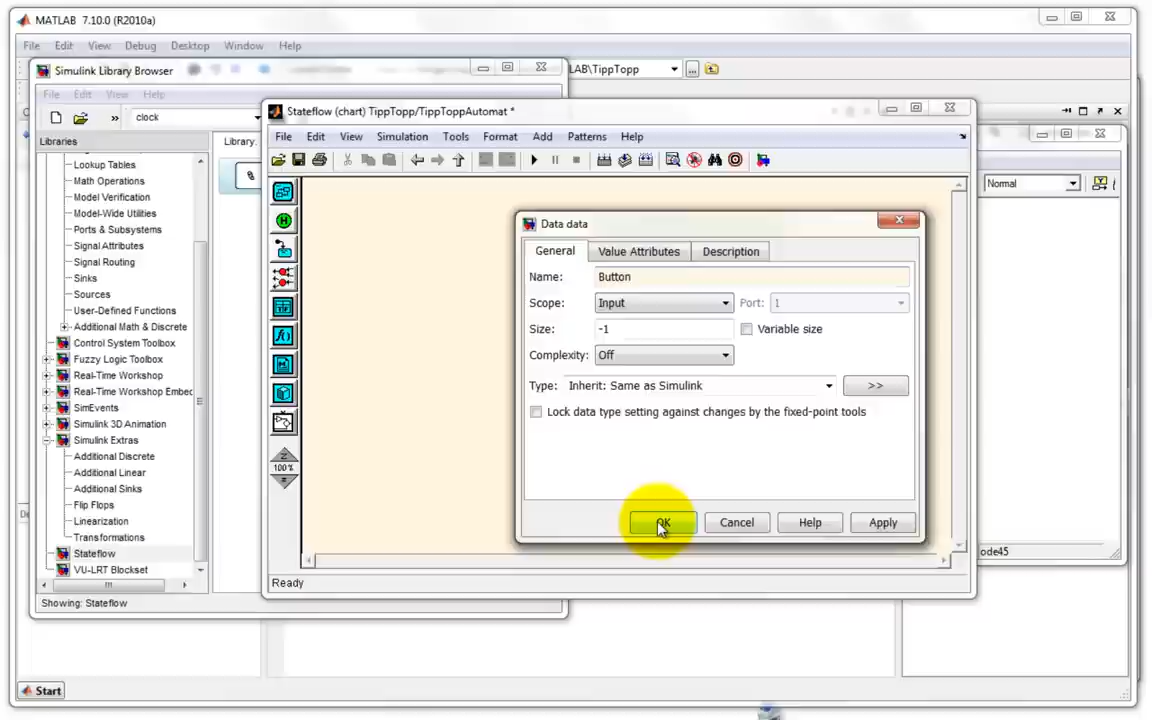 MATLAB 7.10.0 (R2010a)
File Edit View Debug Desktop Window Help
Simulink Library Browser
LAB\TippTopp
File Edit View Help
clock
Libraries
Library:
Lookup Tables
Math Operations
Model Verification
Model-Wide Utilities
Ports & Subsystems
Signal Attributes
Signal Routing
Sinks
Sources
User-Defined Functions
Additional Math & Discrete
Control System Toolbox
Fuzzy Logic Toolbox
Real-Time Workshop
Real-Time Workshop Embec
SimEvents
Simulink 3D Animation
Simulink Extras
Additional Discrete
Additional Linear
Additional Sinks
Flip Flops
Linearization
Transformations
Stateflow
VU-LRT Blockset
Showing: Stateflow
Stateflow (chart) TippTopp/TippToppAutomat *
File Edit View Simulation Tools Format Add Patterns Help
100 %
Ready
Data data
General Value Attributes Description
Name: Button
Scope: Input Port: 1
Size: -1 Variable size
Complexity: Off
Type: Inherit: Same as Simulink >>
Lock data type setting against changes by the fixed-point tools
OK Cancel Help Apply
Normal
ode45
Start